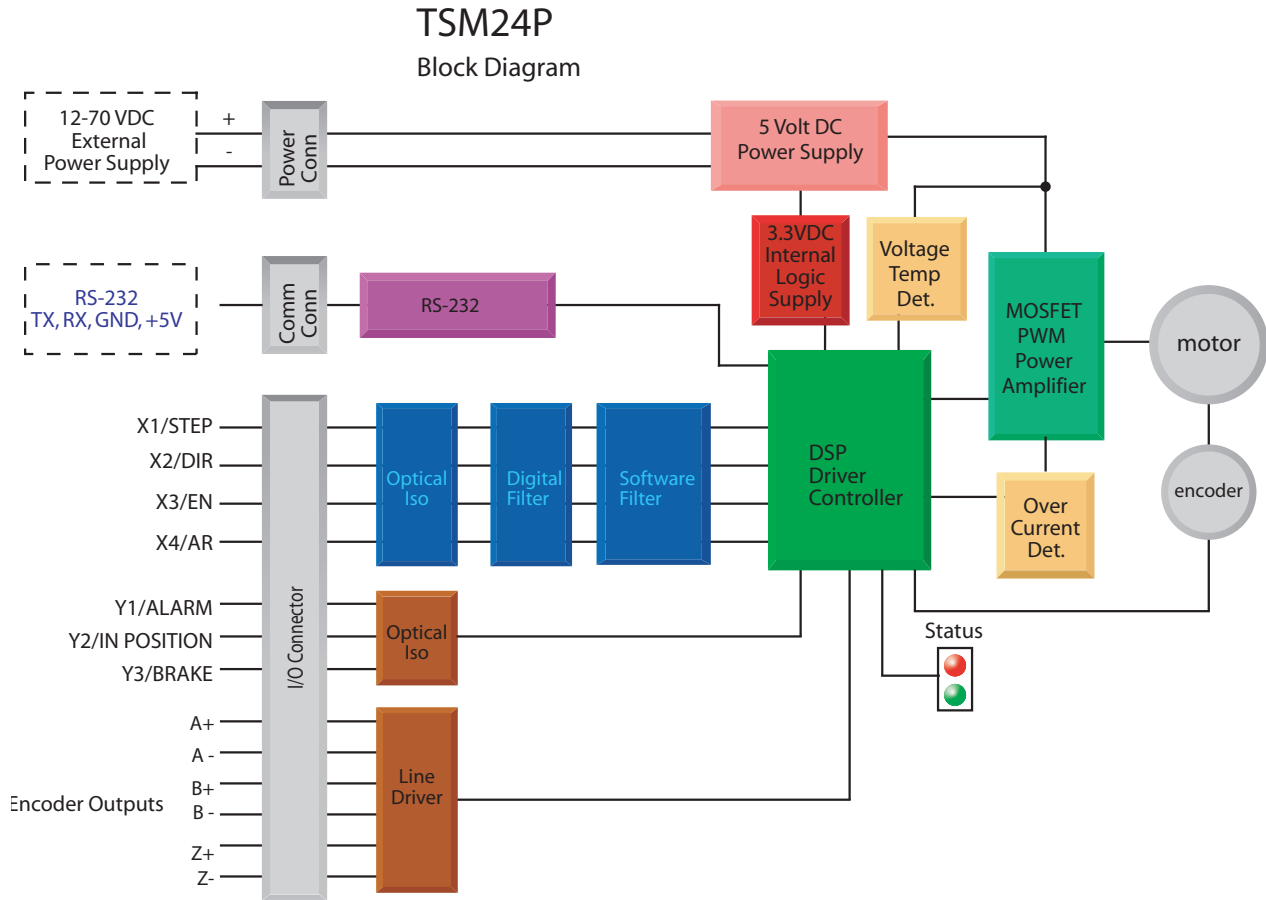 TSM24P
Block Diagram
12-70 VDC
External
Power Supply
+
-
Power
Conn
5 Volt DC
Power Supply
3.3VDC
Internal
Logic
Supply
Voltage
Temp
Det.
MOSFET
PWM
Power
Amplifier
motor
encoder
RS-232
TX, RX, GND, +5V
Comm
Conn
RS-232
X1/STEP
X2/DIR
X3/EN
X4/AR
Optical
Iso
Digital
Filter
Software
Filter
DSP
Driver
Controller
Over
Current
Det.
I/O Connector
Y1/ALARM
Y2/IN POSITION
Y3/BRAKE
Optical
Iso
Status
A+
A -
B+
B -
Z+
Z-
Encoder Outputs
Line
Driver